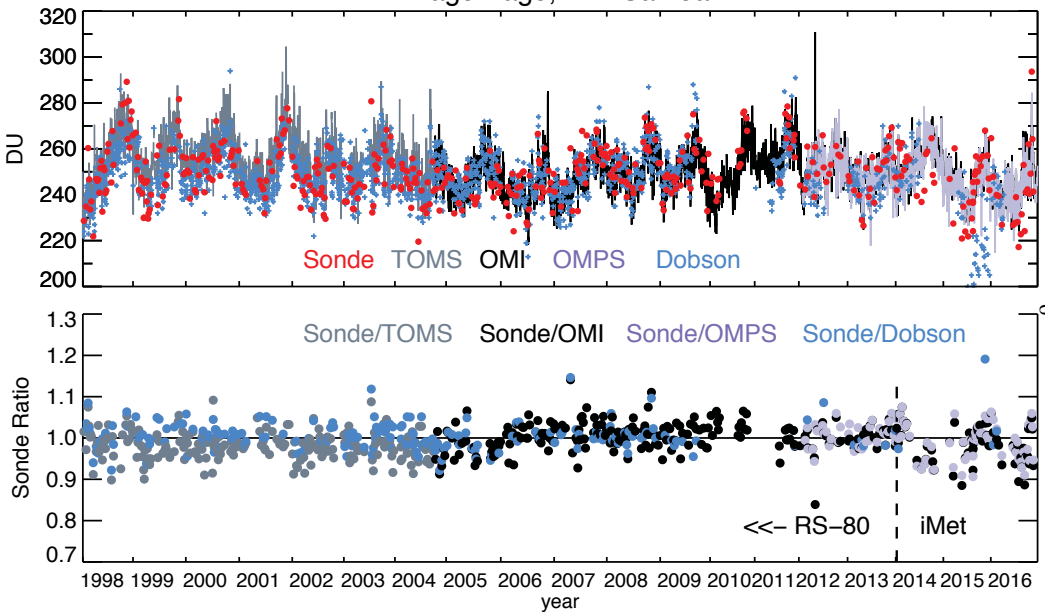 320
300
280
260
240
220
200
DU
Sonde TOMS OMI OMPS Dobson
1.3
1.2
1.1
1.0
0.9
0.8
0.7
Sonde Ratio
Sonde/TOMS Sonde/OMI Sonde/OMPS Sonde/Dobson
<<− RS−80 iMet
1998 1999 2000 2001 2002 2003 2004 2005 2006 2007 2008 2009 2010 2011 2012 2013 2014 2015 2016
year